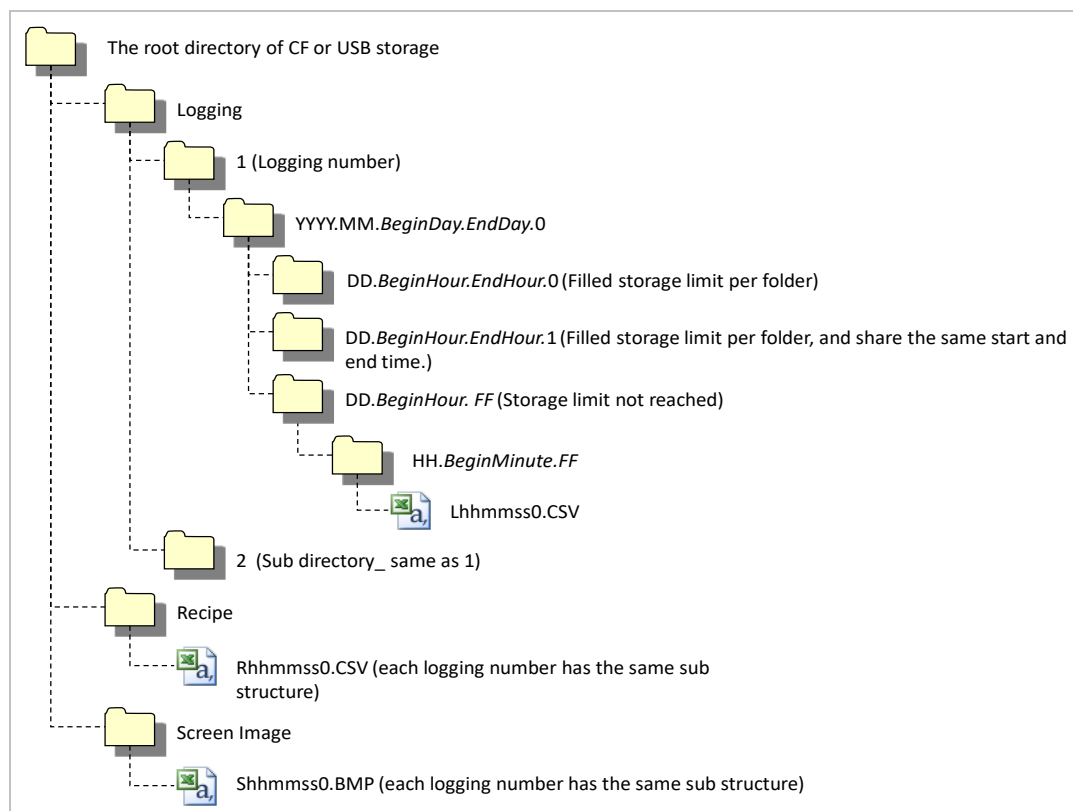 The root directory of CF or USB storage
Logging
1 (Logging number)
YYYY.MM.BeginDay.EndDay.0
DD.BeginHour.EndHour.0 (Filled storage limit per folder)
DD.BeginHour.EndHour.1 (Filled storage limit per folder, and share the same start and
end time.)
DD.BeginHour. FF (Storage limit not reached)
HH.BeginMinute.FF
Lhhmmss0.CSV
2 (Sub directory_ same as 1)
Recipe
Rhhmmss0.CSV (each logging number has the same sub
structure)
Screen Image
Shhmmss0.BMP (each logging number has the same sub structure)